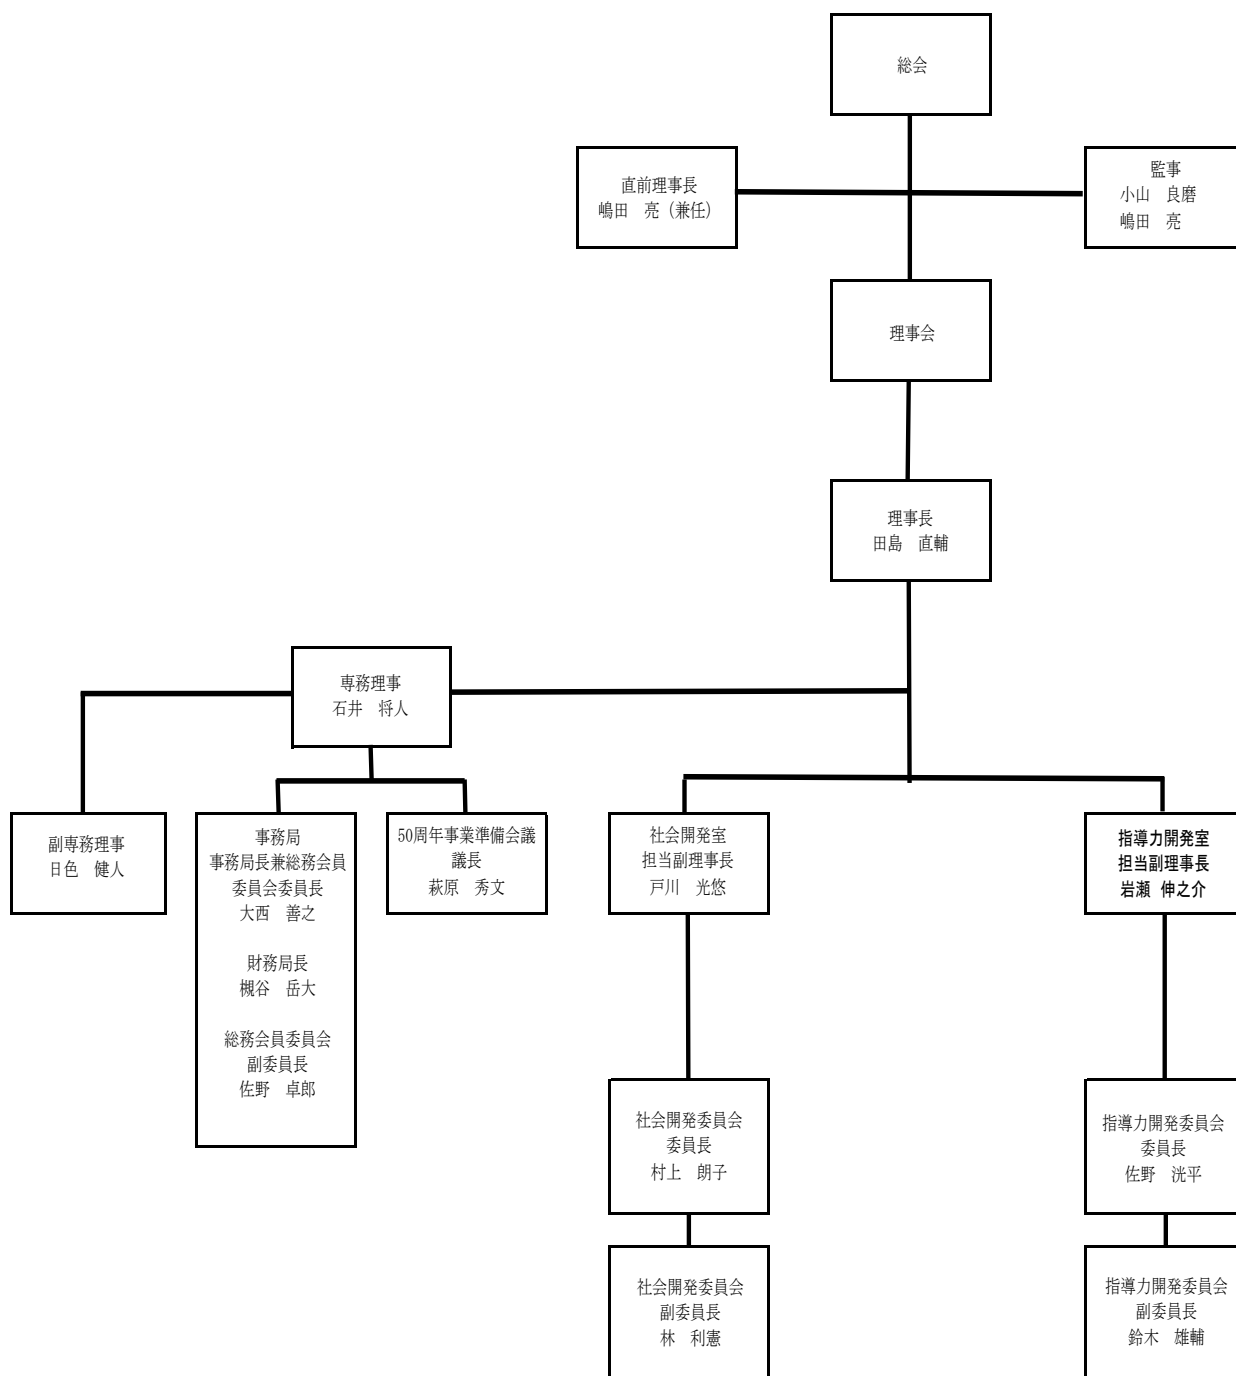 総会
直前理事長
嶋田　亮（兼任）
監事
小山　良磨
嶋田　亮
理事会
理事長
田島　直輔
専務理事
石井　将人
副専務理事
日色　健人
事務局
事務局長兼総務会員
委員会委員長
大西　善之
財務局長
槻谷　岳大
総務会員委員会
副委員長
佐野　卓郎
50周年事業準備会議
議長
萩原　秀文
社会開発室
担当副理事長
戸川　光悠
指導力開発室
担当副理事長
岩瀬 伸之介
社会開発委員会
委員長
村上　朗子
指導力開発委員会
委員長
佐野　洸平
社会開発委員会
副委員長
林　利憲
指導力開発委員会
副委員長
鈴木　雄輔